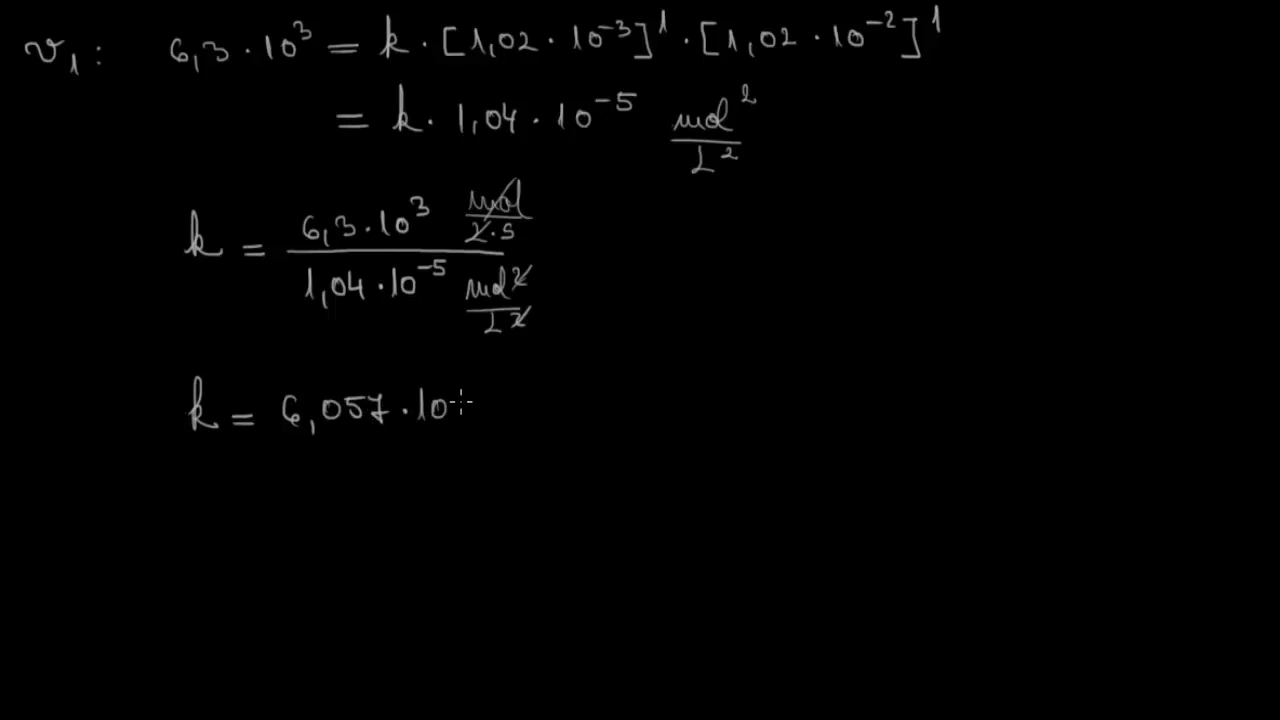 v₁: 6,3 · 10³ = k · [1,02 · 10⁻³]¹ · [1,02 · 10⁻²]¹
= k · 1,04 · 10⁻⁵ mol² / L²
k = 6,3 · 10³ mol / L · s
1,04 · 10⁻⁵ mol² / L²
k = 6,057 · 10